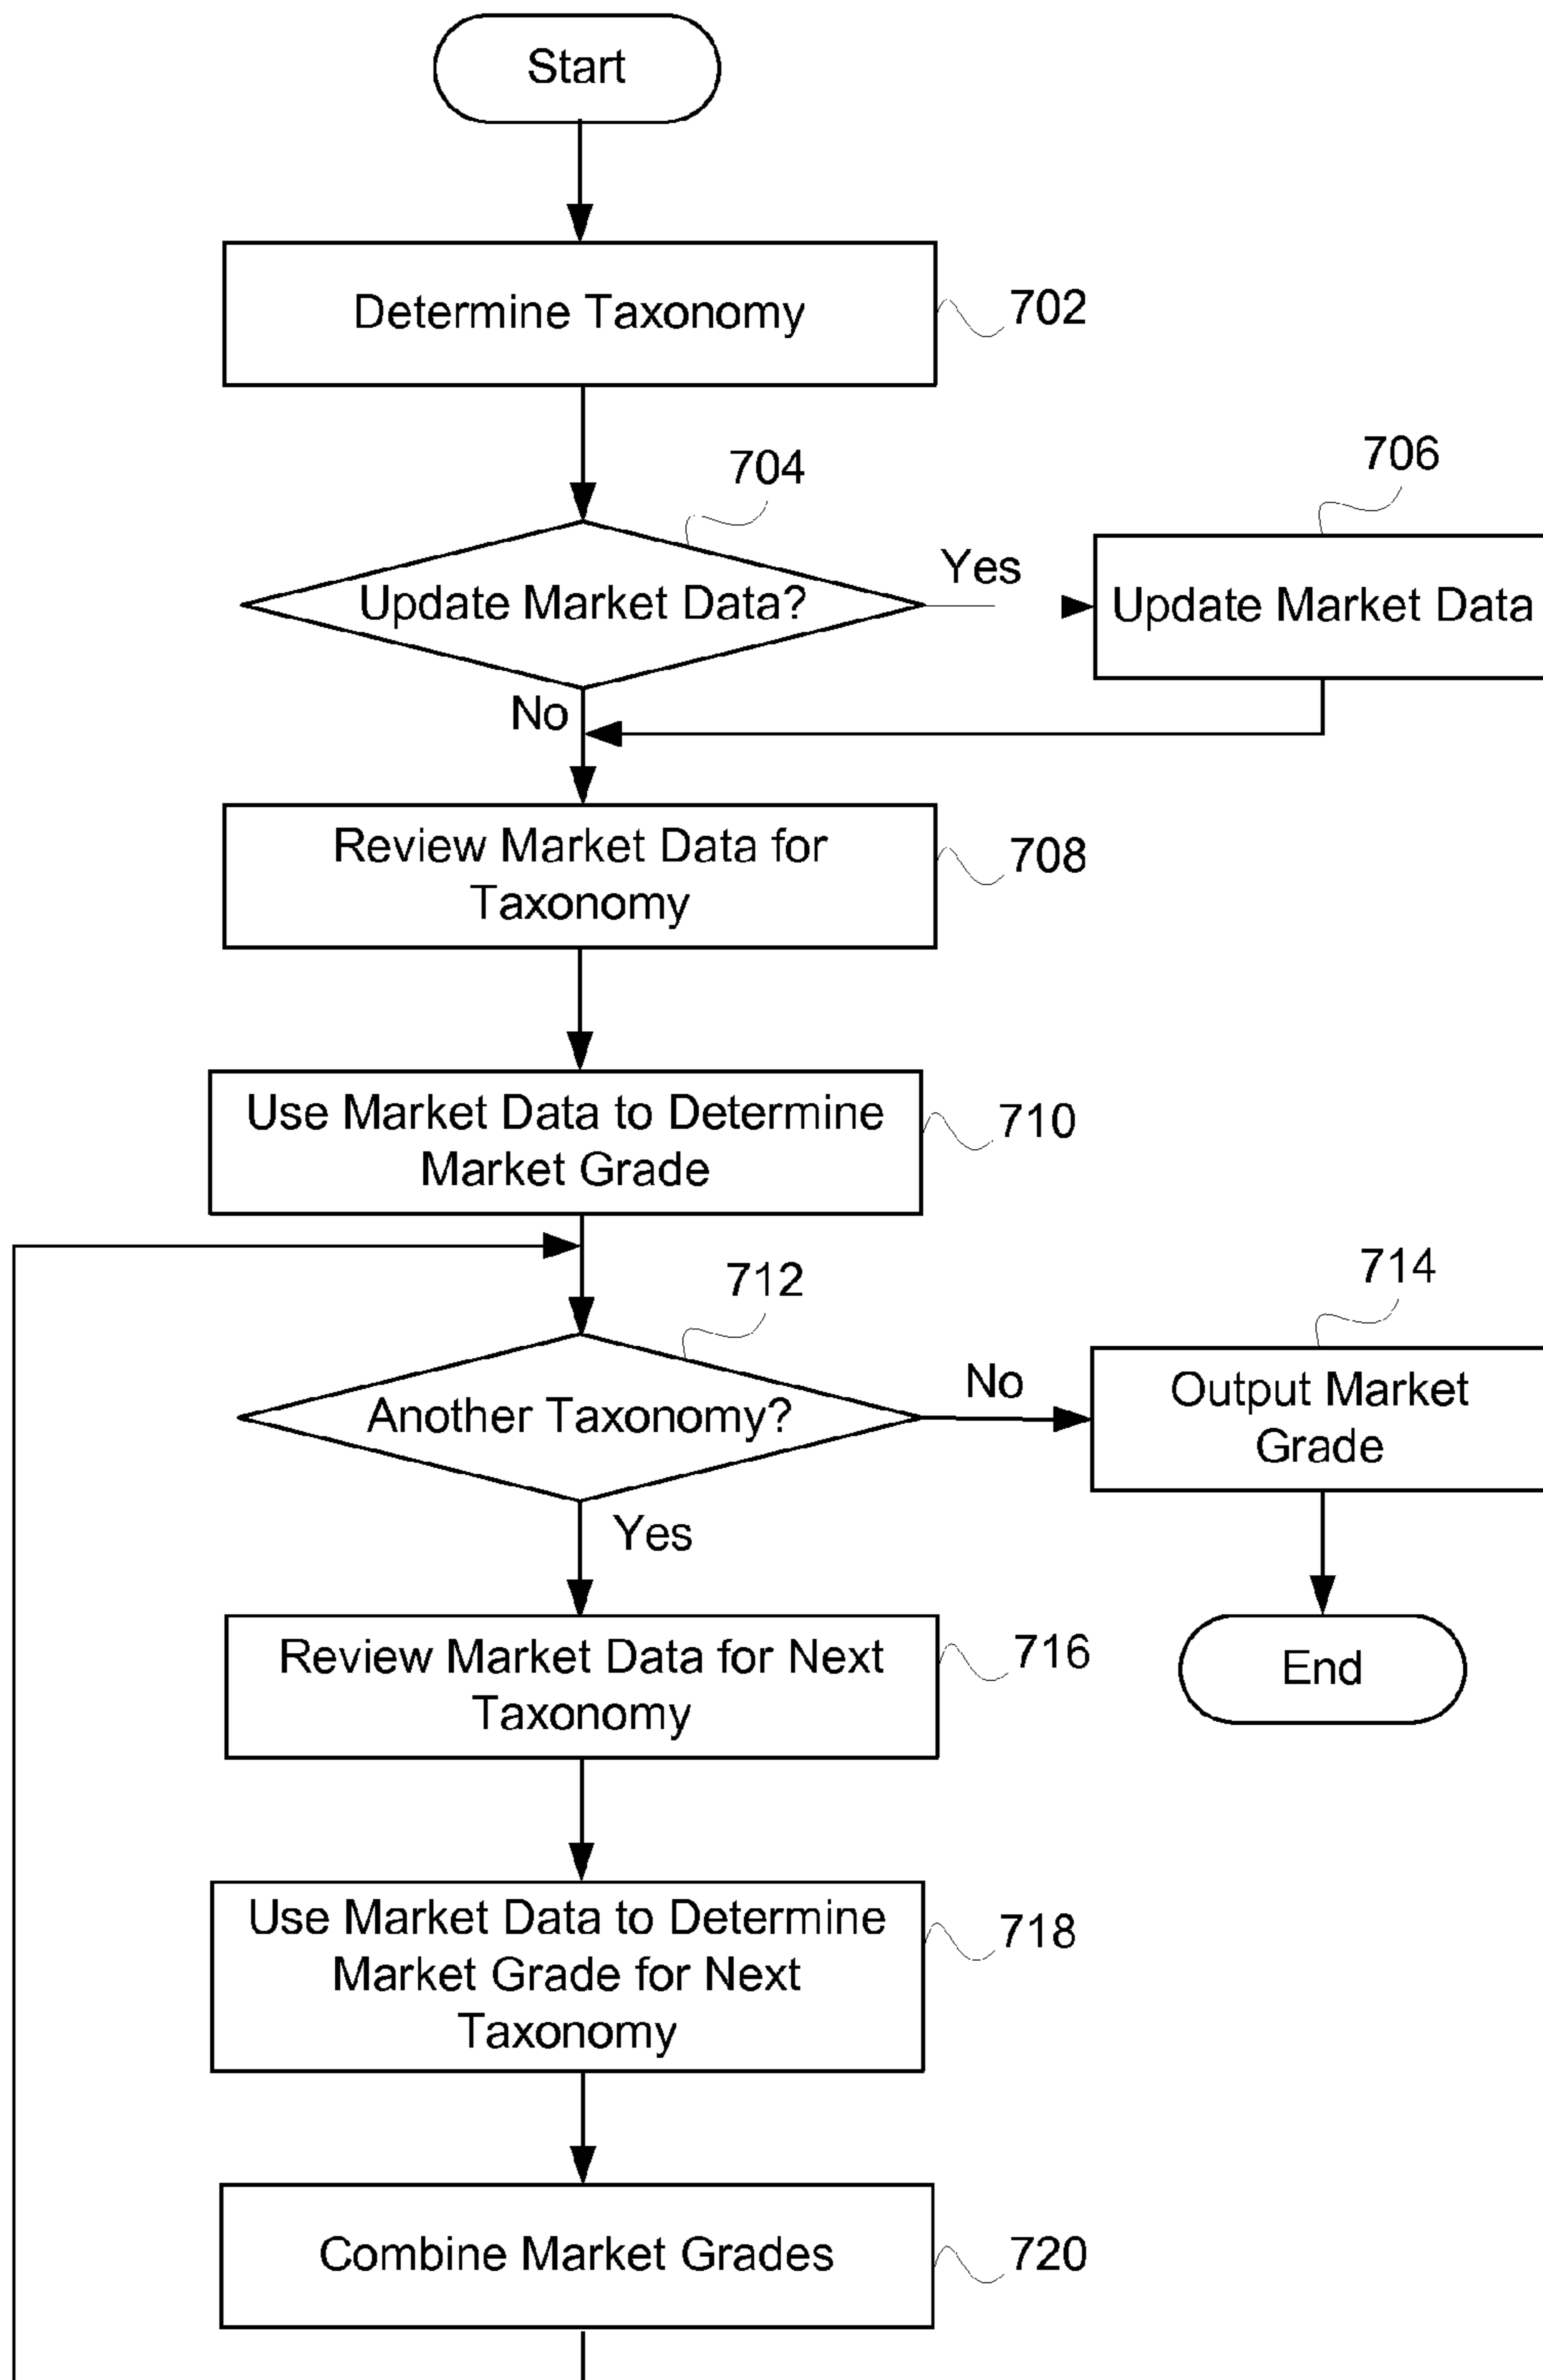 Start
Determine Taxonomy
702
704
706
Update Market Data?
Yes
Update Market Data
No
Review Market Data for
Taxonomy
708
Use Market Data to Determine
Market Grade
710
712
714
Another Taxonomy?
No
Output Market
Grade
Yes
Review Market Data for Next
Taxonomy
716
End
Use Market Data to Determine
Market Grade for Next
Taxonomy
718
Combine Market Grades
720